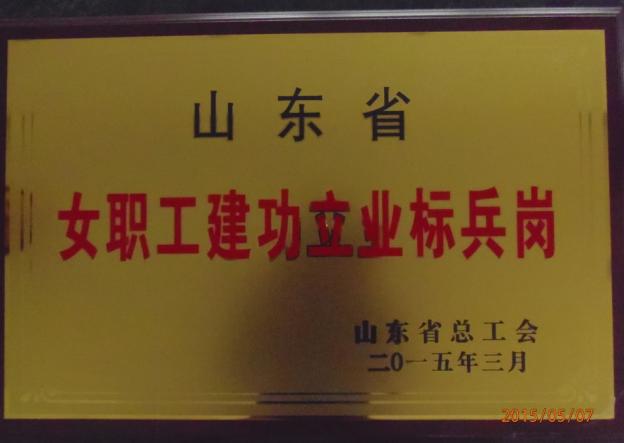 山东省
女职工建功立业标兵岗
山东省总工会
二〇一五年三月
2015/05/07